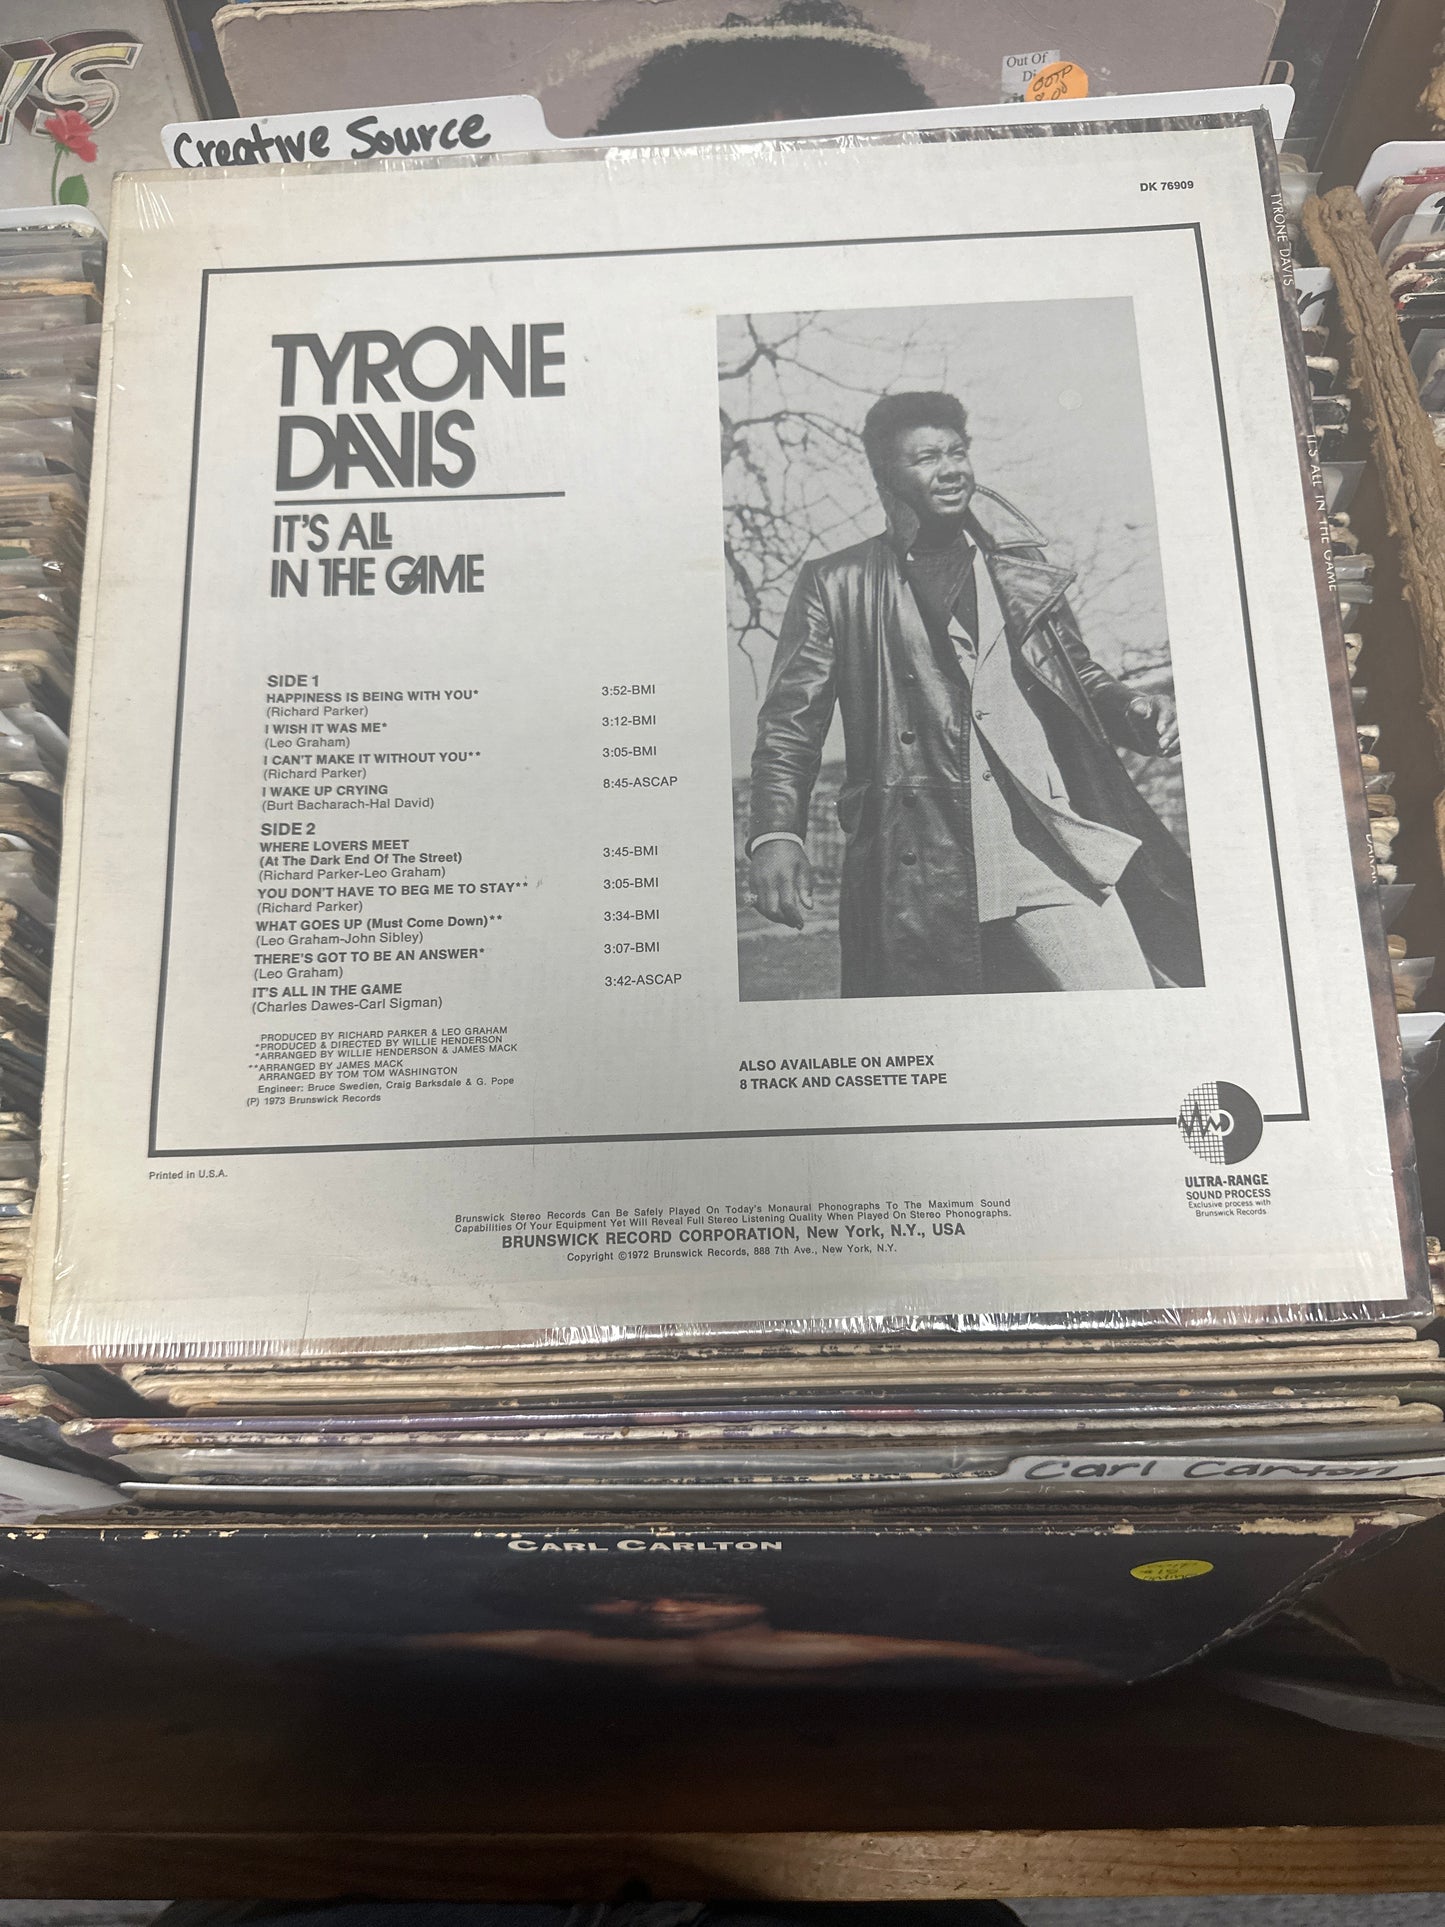 YS
Out Of
OOTP
Creative Source
DK 76909
TYRONE DAVIS
IT'S ALL IN THE GAME
TYRONE
DAVIS
IT'S ALL
IN THE GAME
SIDE 1
HAPPINESS IS BEING WITH YOU* 3:52-BMI
(Richard Parker)
I WISH IT WAS ME* 3:12-BMI
(Leo Graham)
I CAN'T MAKE IT WITHOUT YOU** 3:05-BMI
(Richard Parker)
I WAKE UP CRYING 8:45-ASCAP
(Burt Bacharach-Hal David)
SIDE 2
WHERE LOVERS MEET
(At The Dark End Of The Street) 3:45-BMI
(Richard Parker-Leo Graham)
YOU DON'T HAVE TO BEG ME TO STAY** 3:05-BMI
(Richard Parker)
WHAT GOES UP (Must Come Down)** 3:34-BMI
(Leo Graham-John Sibley)
THERE'S GOT TO BE AN ANSWER* 3:07-BMI
(Leo Graham)
IT'S ALL IN THE GAME 3:42-ASCAP
(Charles Dawes-Carl Sigman)
PRODUCED BY RICHARD PARKER & LEO GRAHAM
*PRODUCED & DIRECTED BY WILLIE HENDERSON
*ARRANGED BY WILLIE HENDERSON & JAMES MACK
**ARRANGED BY JAMES MACK
ARRANGED BY TOM TOM WASHINGTON
Engineer: Bruce Swedien, Craig Barksdale & G. Pope
(P) 1973 Brunswick Records
ALSO AVAILABLE ON AMPEX
8 TRACK AND CASSETTE TAPE
ULTRA-RANGE
SOUND PROCESS
Exclusive process with
Brunswick Records
Printed in U.S.A.
Brunswick Stereo Records Can Be Safely Played On Today's Monaural Phonographs To The Maximum Sound
Capabilities Of Your Equipment Yet Will Reveal Full Stereo Listening Quality When Played On Stereo Phonographs.
BRUNSWICK RECORD CORPORATION, New York, N.Y., USA
Copyright ©1972 Brunswick Records, 888 7th Ave., New York, N.Y.
Carl Carlton
CARL CARLTON